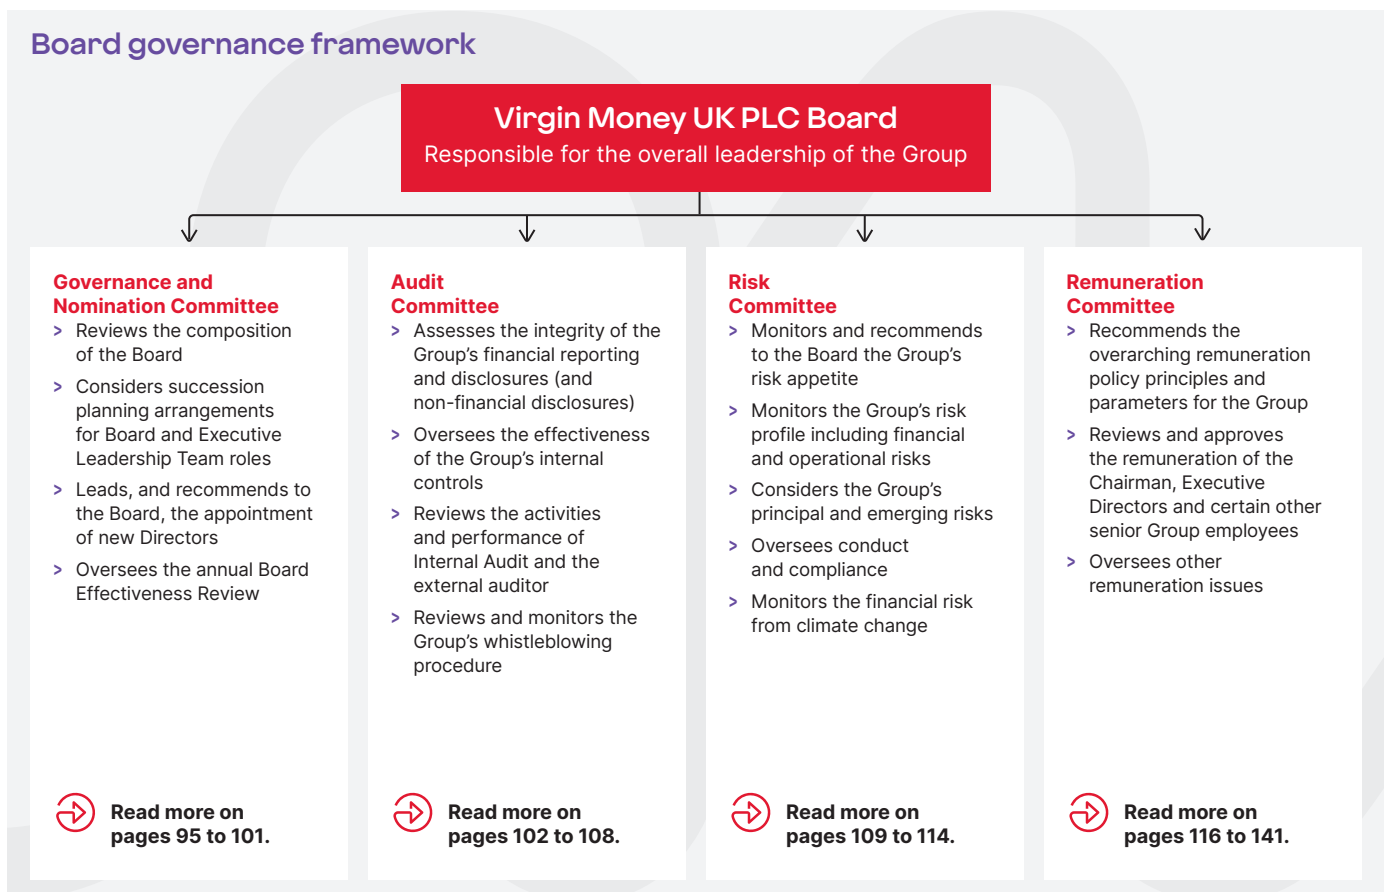 Board governance framework
Virgin Money UK PLC Board
Responsible for the overall leadership of the Group
Governance and
Nomination Committee
> Reviews the composition
of the Board
> Considers succession
planning arrangements
for Board and Executive
Leadership Team roles
> Leads, and recommends to
the Board, the appointment
of new Directors
> Oversees the annual Board
Effectiveness Review
Read more on
pages 95 to 101.
Audit
Committee
> Assesses the integrity of the
Group’s financial reporting
and disclosures (and
non-financial disclosures)
> Oversees the effectiveness
of the Group’s internal
controls
> Reviews the activities
and performance of
Internal Audit and the
external auditor
> Reviews and monitors the
Group’s whistleblowing
procedure
Read more on
pages 102 to 108.
Risk
Committee
> Monitors and recommends
to the Board the Group’s
risk appetite
> Monitors the Group’s risk
profile including financial
and operational risks
> Considers the Group’s
principal and emerging risks
> Oversees conduct
and compliance
> Monitors the financial risk
from climate change
Read more on
pages 109 to 114.
Remuneration
Committee
> Recommends the
overarching remuneration
policy principles and
parameters for the Group
> Reviews and approves
the remuneration of the
Chairman, Executive
Directors and certain other
senior Group employees
> Oversees other
remuneration issues
Read more on
pages 116 to 141.